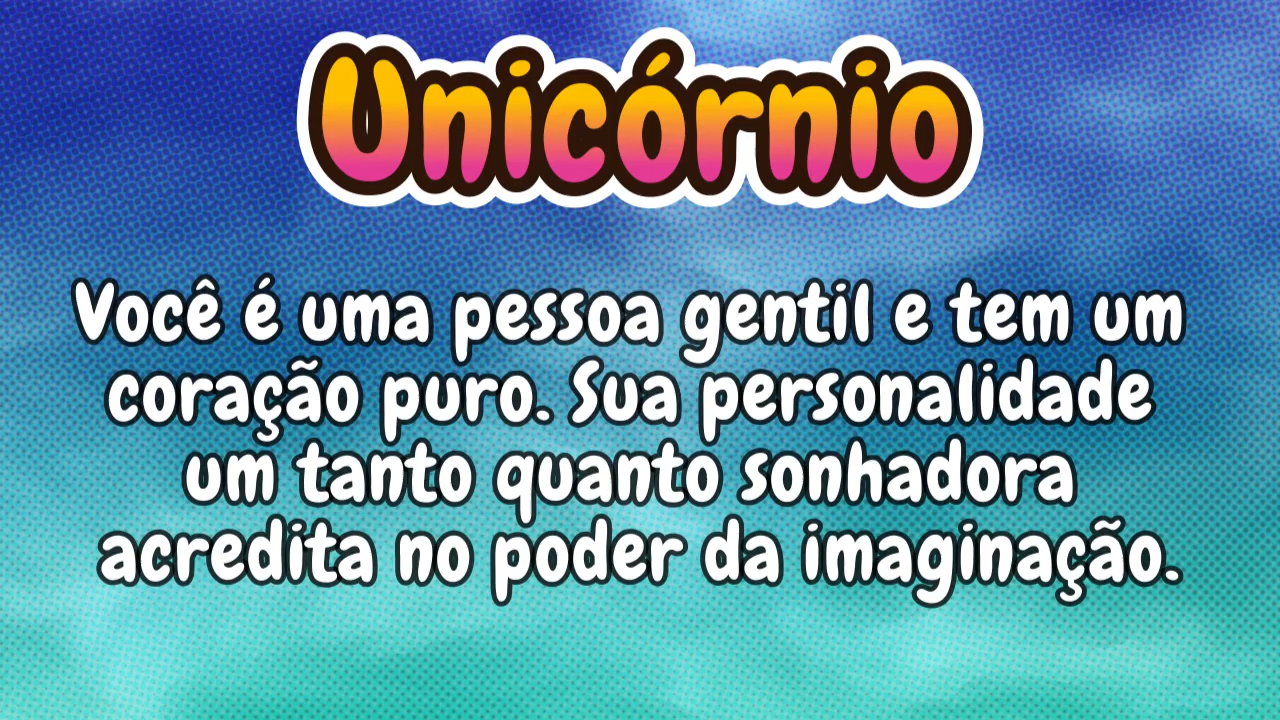 Unicórnio
Você é uma pessoa gentil e tem um
coração puro. Sua personalidade
um tanto quanto sonhadora
acredita no poder da imaginação.